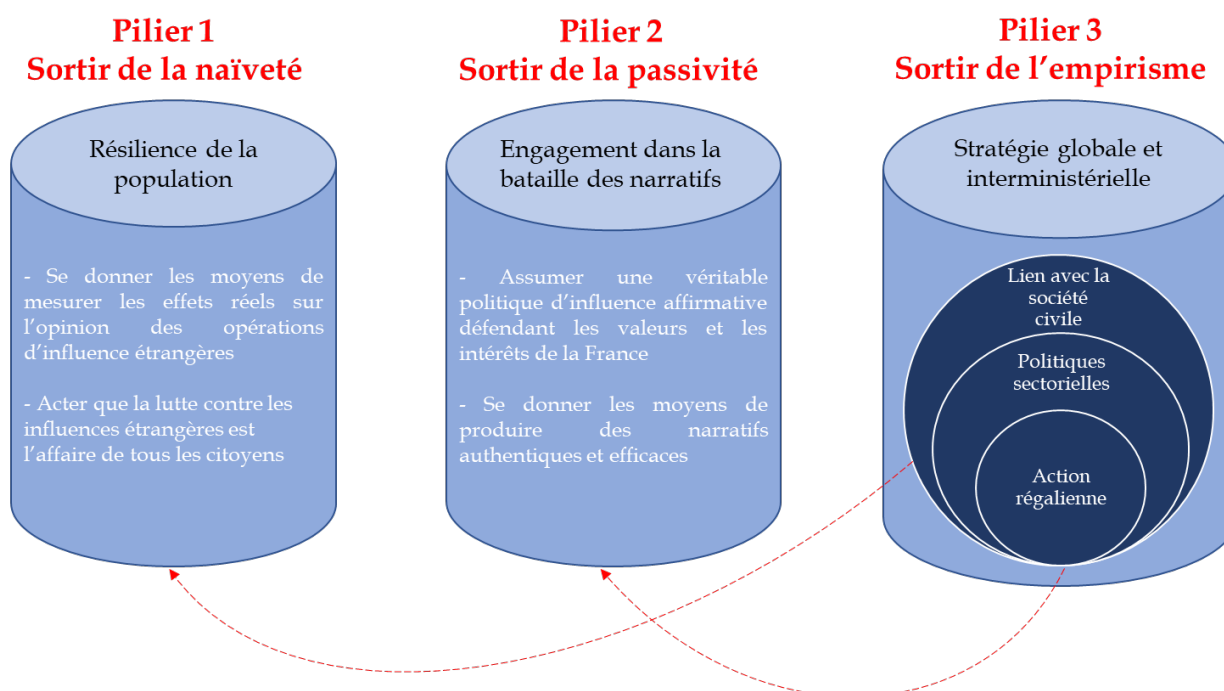 Pilier 1
Sortir de la naïveté
Résilience de la
population
- Se donner les moyens de
mesurer les effets réels sur
l’opinion des opérations
d’influence étrangères
- Acter que la lutte contre les
influences étrangères est
l’affaire de tous les citoyens
Pilier 2
Sortir de la passivité
Engagement dans la
bataille des narratifs
- Assumer une véritable
politique d’influence affirmative
défendant les valeurs et les
intérêts de la France
- Se donner les moyens de
produire des narratifs
authentiques et efficaces
Pilier 3
Sortir de l’empirisme
Stratégie globale et
interministérielle
Lien avec la
société
civile
Politiques
sectorielles
Action
régalienne